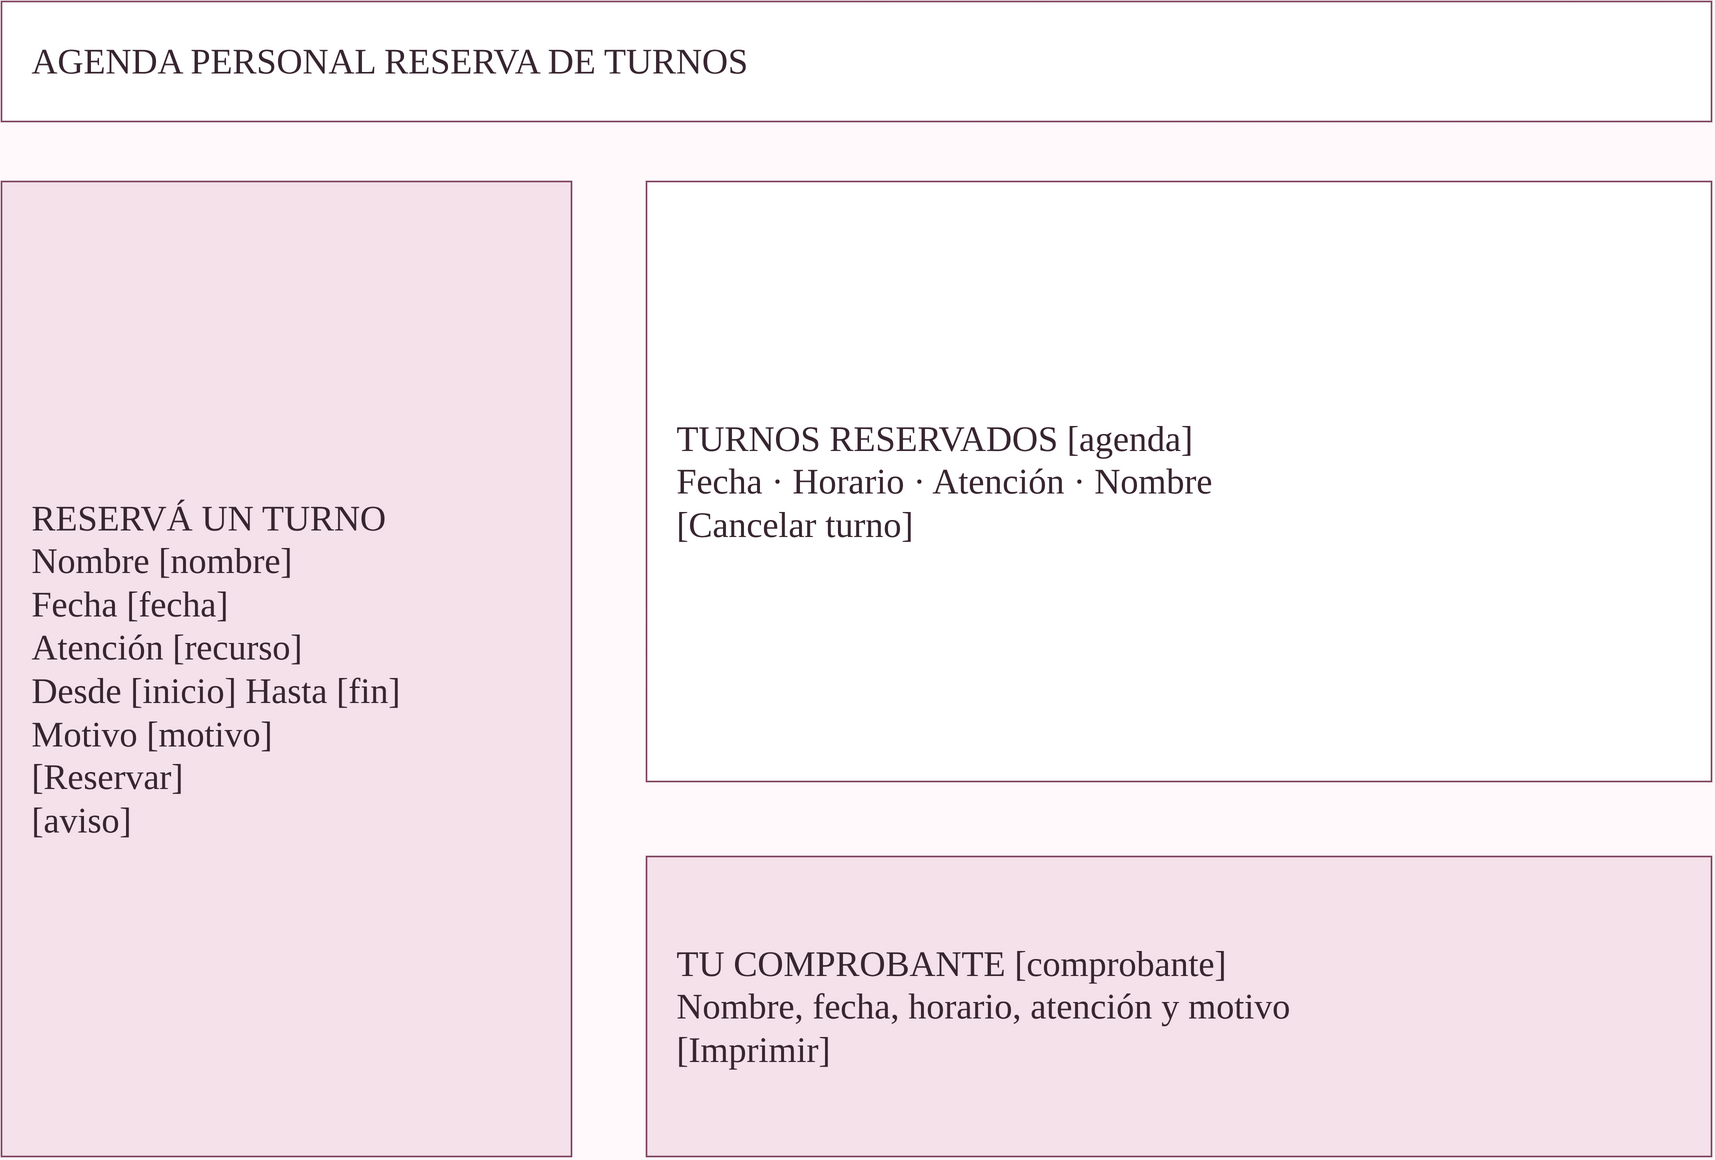 AGENDA PERSONAL RESERVA DE TURNOS
RESERVÁ UN TURNO
Nombre [nombre]
Fecha [fecha]
Atención [recurso]
Desde [inicio] Hasta [fin]
Motivo [motivo]
[Reservar]
[aviso]
TURNOS RESERVADOS [agenda]
Fecha · Horario · Atención · Nombre
[Cancelar turno]
TU COMPROBANTE [comprobante]
Nombre, fecha, horario, atención y motivo
[Imprimir]